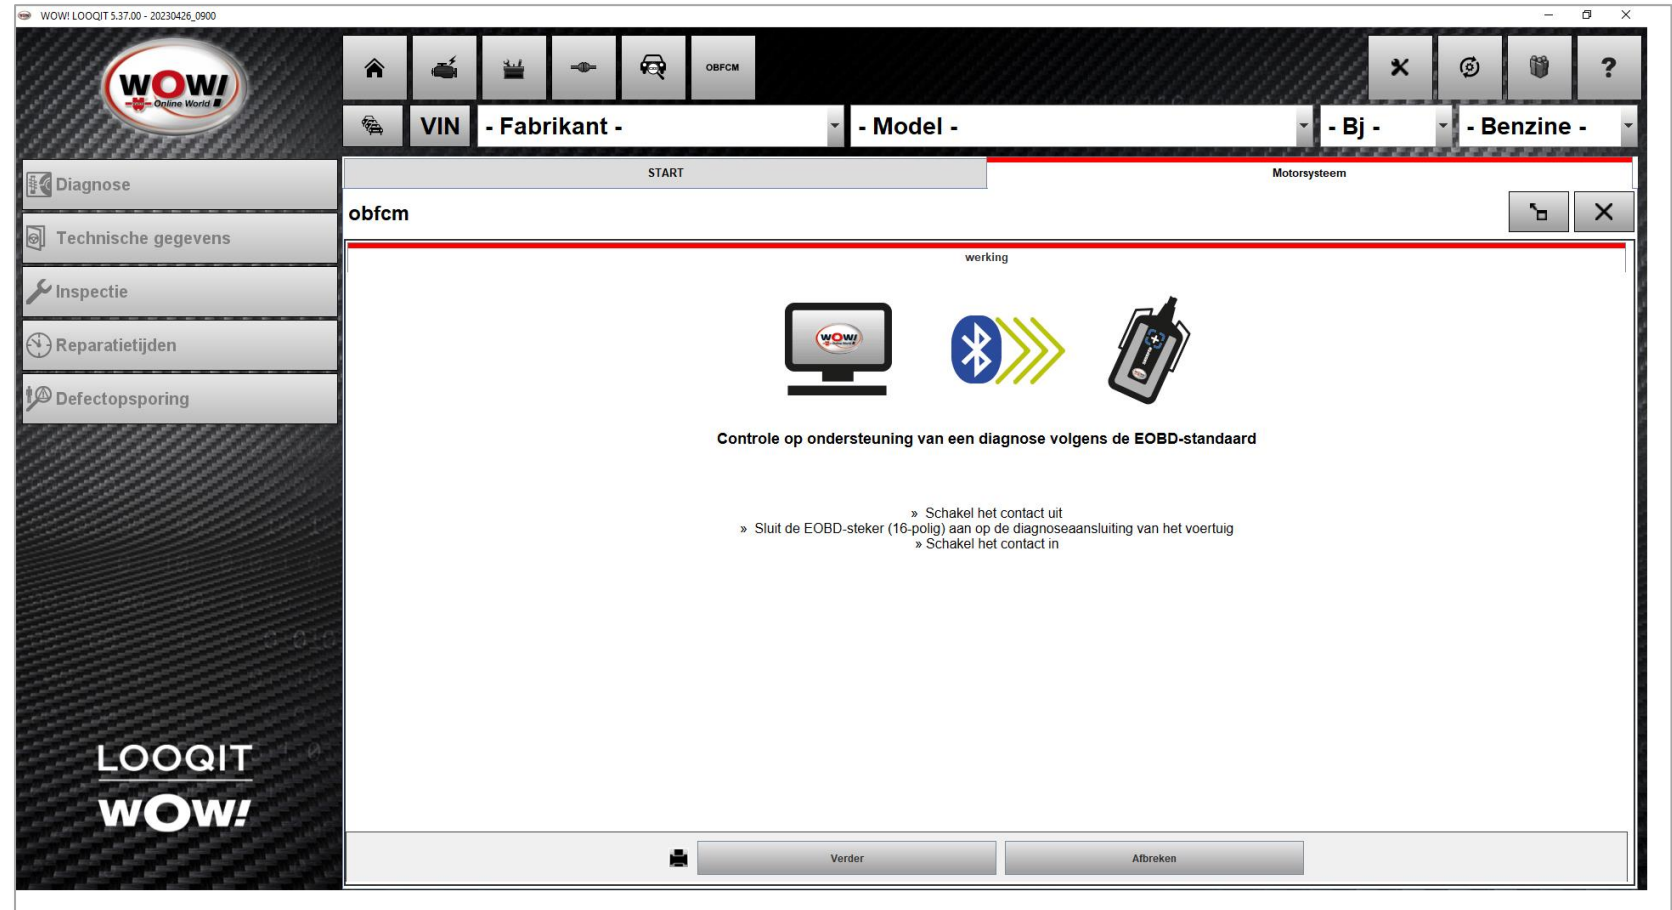 WOW! LOOQIT 5.37.00 - 20230426_0900
WOW!
Online World
OBFCM
?
VIN
- Fabrikant -
- Model -
- Bj -
- Benzine -
START
Motorsysteem
Diagnose
Technische gegevens
Inspectie
Reparatietijden
Defectopsporing
obfcm
werking
WOW!
Controle op ondersteuning van een diagnose volgens de EOBD-standaard
» Schakel het contact uit
» Sluit de EOBD-steker (16-polig) aan op de diagnoseaansluiting van het voertuig
» Schakel het contact in
LOOQIT
WOW!
Verder
Afbreken